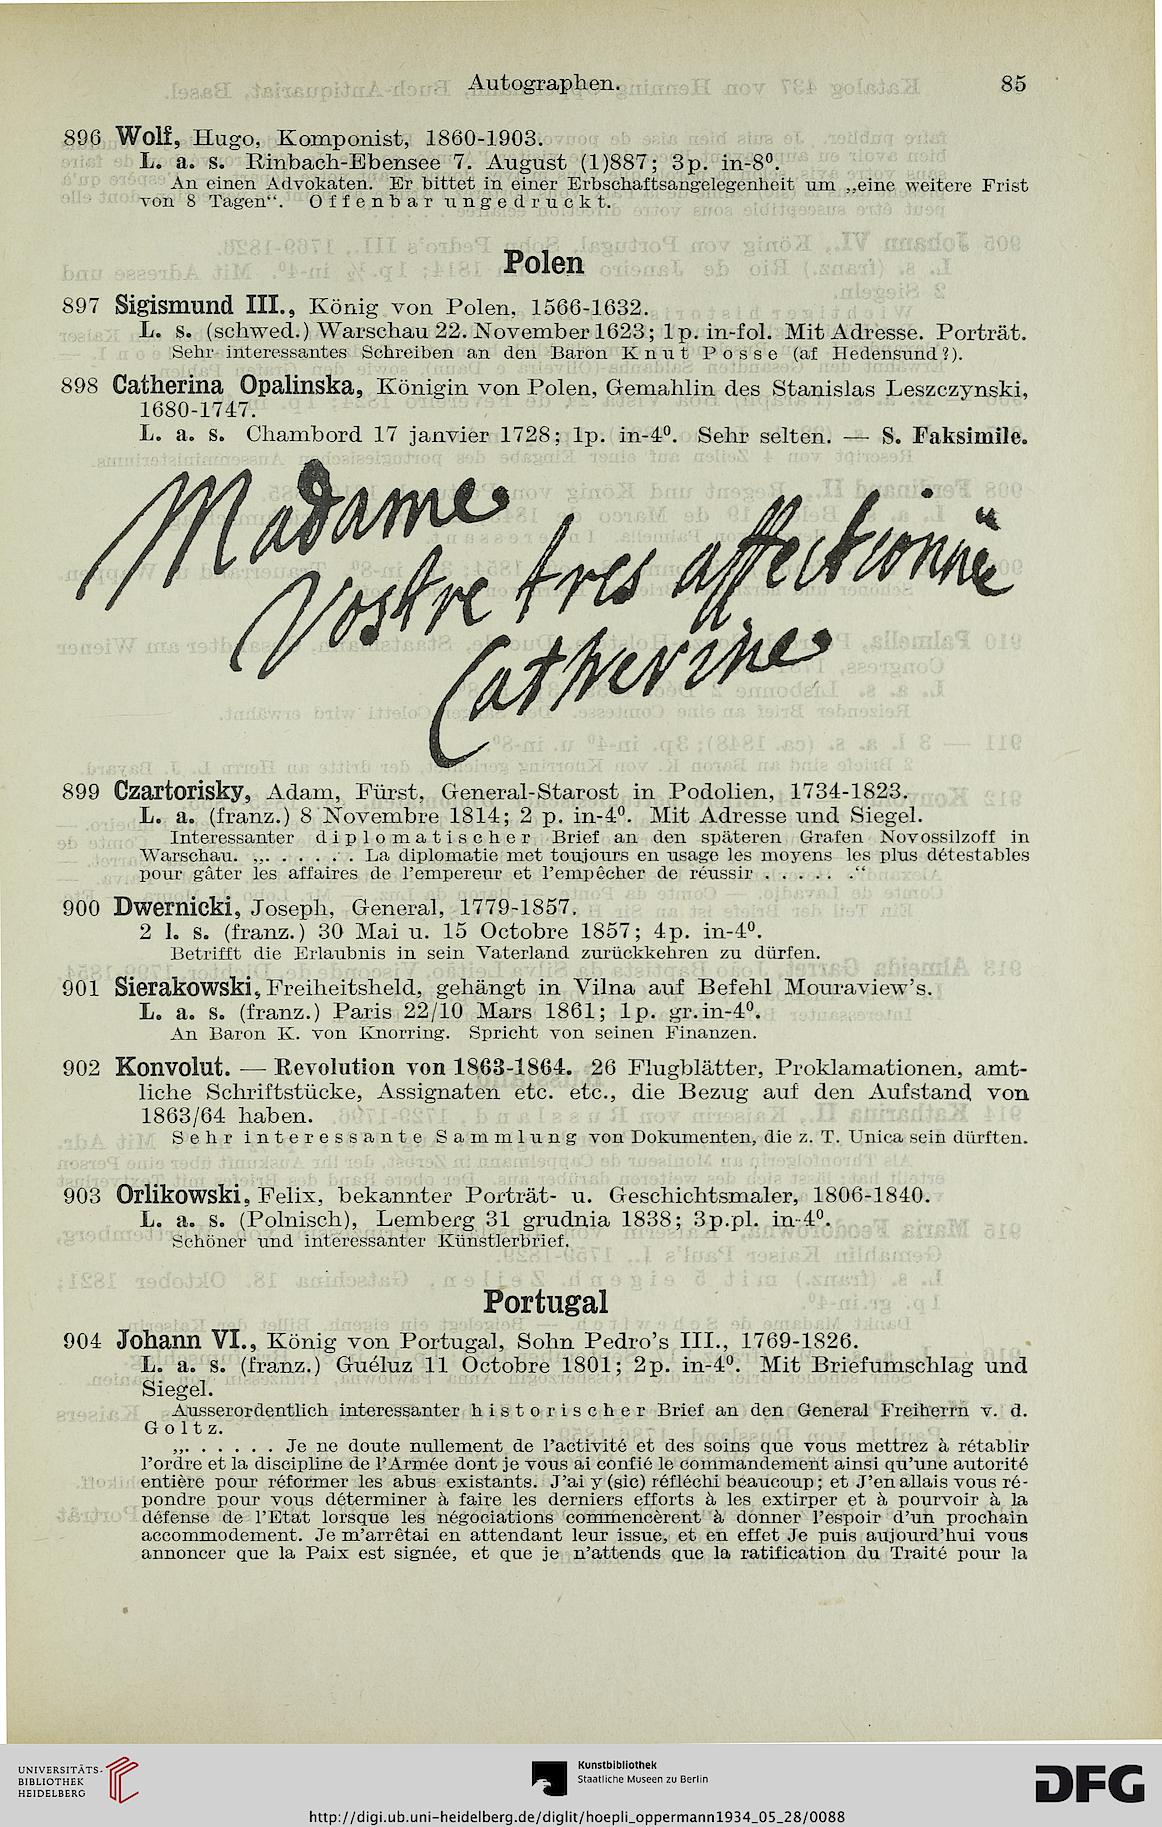 Autographen. 85
896 Wolf, Hugo, Komponist, 1860-1903.
L. a. s. Rinbach-Ebensee 7. August (1)887; 3p. in-8⁰.
An einen Advokaten. Er bittet in einer Erbschaftsangelegenheit um „eine weitere Frist
von 8 Tagen“. Offenbar ungedruckt.
Polen
897 Sigismund III., König von Polen, 1566-1632.
L. s. (schwed.) Warschau 22. November 1623; 1p. in-fol. Mit Adresse. Porträt.
Sehr interessantes Schreiben an den Baron Knut Posse (af Hedensund?).
898 Catherina Opalinska, Königin von Polen, Gemahlin des Stanislas Leszczynski,
1680-1747.
L. a. s. Chambord 17 janvier 1728; 1p. in-4⁰. Sehr selten. — S. Faksimile.
Madame
Vostre tres affectionnée
Catherine
899 Czartorisky, Adam, Fürst, General-Starost in Podolien, 1734-1823.
L. a. (franz.) 8 Novembre 1814; 2 p. in-4⁰. Mit Adresse und Siegel.
Interessanter diplomatischer Brief an den späteren Grafen Novossilzoff in
Warschau. „. . . . . . La diplomatie met toujours en usage les moyens les plus détestables
pour gâter les affaires de l'empereur et l'empêcher de réussir . . . . . .“
900 Dwernicki, Joseph, General, 1779-1857.
2 l. s. (franz.) 30 Mai u. 15 Octobre 1857; 4p. in-4⁰.
Betrifft die Erlaubnis in sein Vaterland zurückkehren zu dürfen.
901 Sierakowski, Freiheitsheld, gehängt in Vilna auf Befehl Mouraview's.
L. a. s. (franz.) Paris 22/10 Mars 1861; 1p. gr. in-4⁰.
An Baron K. von Knorring. Spricht von seinen Finanzen.
902 Konvolut. — Revolution von 1863-1864. 26 Flugblätter, Proklamationen, amt-
liche Schriftstücke, Assignaten etc. etc., die Bezug auf den Aufstand von
1863/64 haben.
Sehr interessante Sammlung von Dokumenten, die z. T. Unica sein dürften.
903 Orlikowski, Felix, bekannter Porträt- u. Geschichtsmaler, 1806-1840.
L. a. s. (Polnisch), Lemberg 31 grudnia 1838; 3p.pl. in-4⁰.
Schöner und interessanter Künstlerbrief.
Portugal
904 Johann VI., König von Portugal, Sohn Pedro's III., 1769-1826.
L. a. s. (franz.) Guéluz 11 Octobre 1801; 2p. in-4⁰. Mit Briefumschlag und
Siegel.
Ausserordentlich interessanter historischer Brief an den General Freiherrn v. d.
Goltz.
„. . . . . . Je ne doute nullement de l'activité et des soins que vous mettrez à rétablir
l'ordre et la discipline de l'Armée dont je vous ai confié le commandement ainsi qu'une autorité
entière pour réformer les abus existants. J'ai y (sic) réfléchi beaucoup; et J'en allais vous ré-
pondre pour vous déterminer à faire les derniers efforts à les extirper et à pourvoir à la
défense de l'Etat lorsque les négociations commencèrent à donner l'espoir d'un prochain
accommodement. Je m'arrêtai en attendant leur issue, et en effet Je puis aujourd'hui vous
annoncer que la Paix est signée, et que je n'attends que la ratification du Traité pour la
UNIVERSITÄTS-
BIBLIOTHEK
HEIDELBERG
Kunstbibliothek
Staatliche Museen zu Berlin
DFG
http://digi.ub.uni-heidelberg.de/diglit/hoepli_oppermann1934_05_28/0088